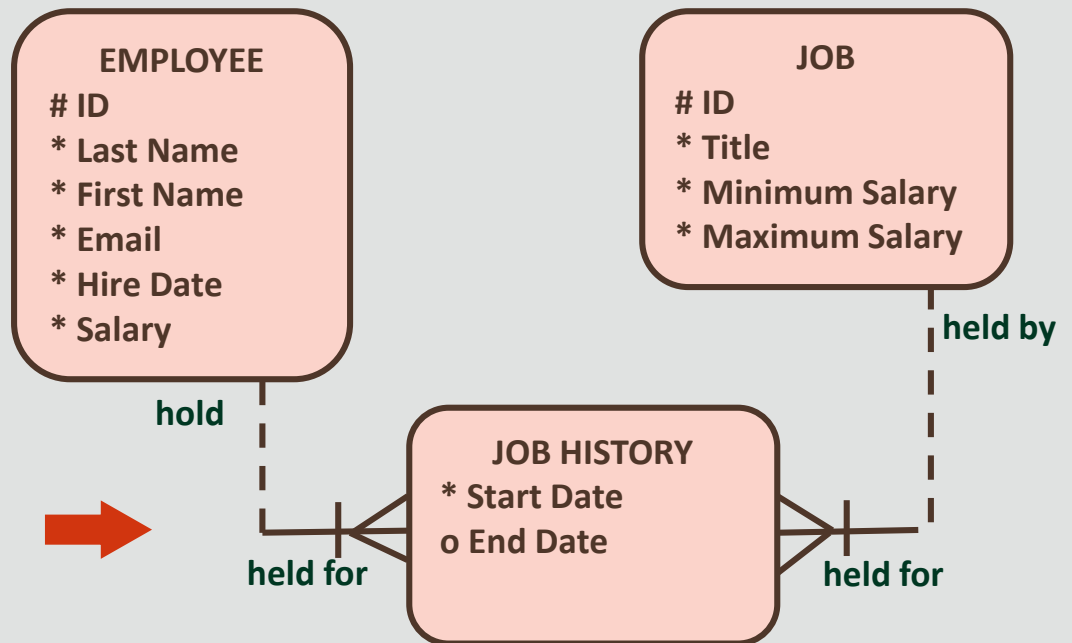 EMPLOYEE
# ID
* Last Name
* First Name
* Email
* Hire Date
* Salary
hold
JOB
# ID
* Title
* Minimum Salary
* Maximum Salary
held by
JOB HISTORY
* Start Date
o End Date
held for
held for